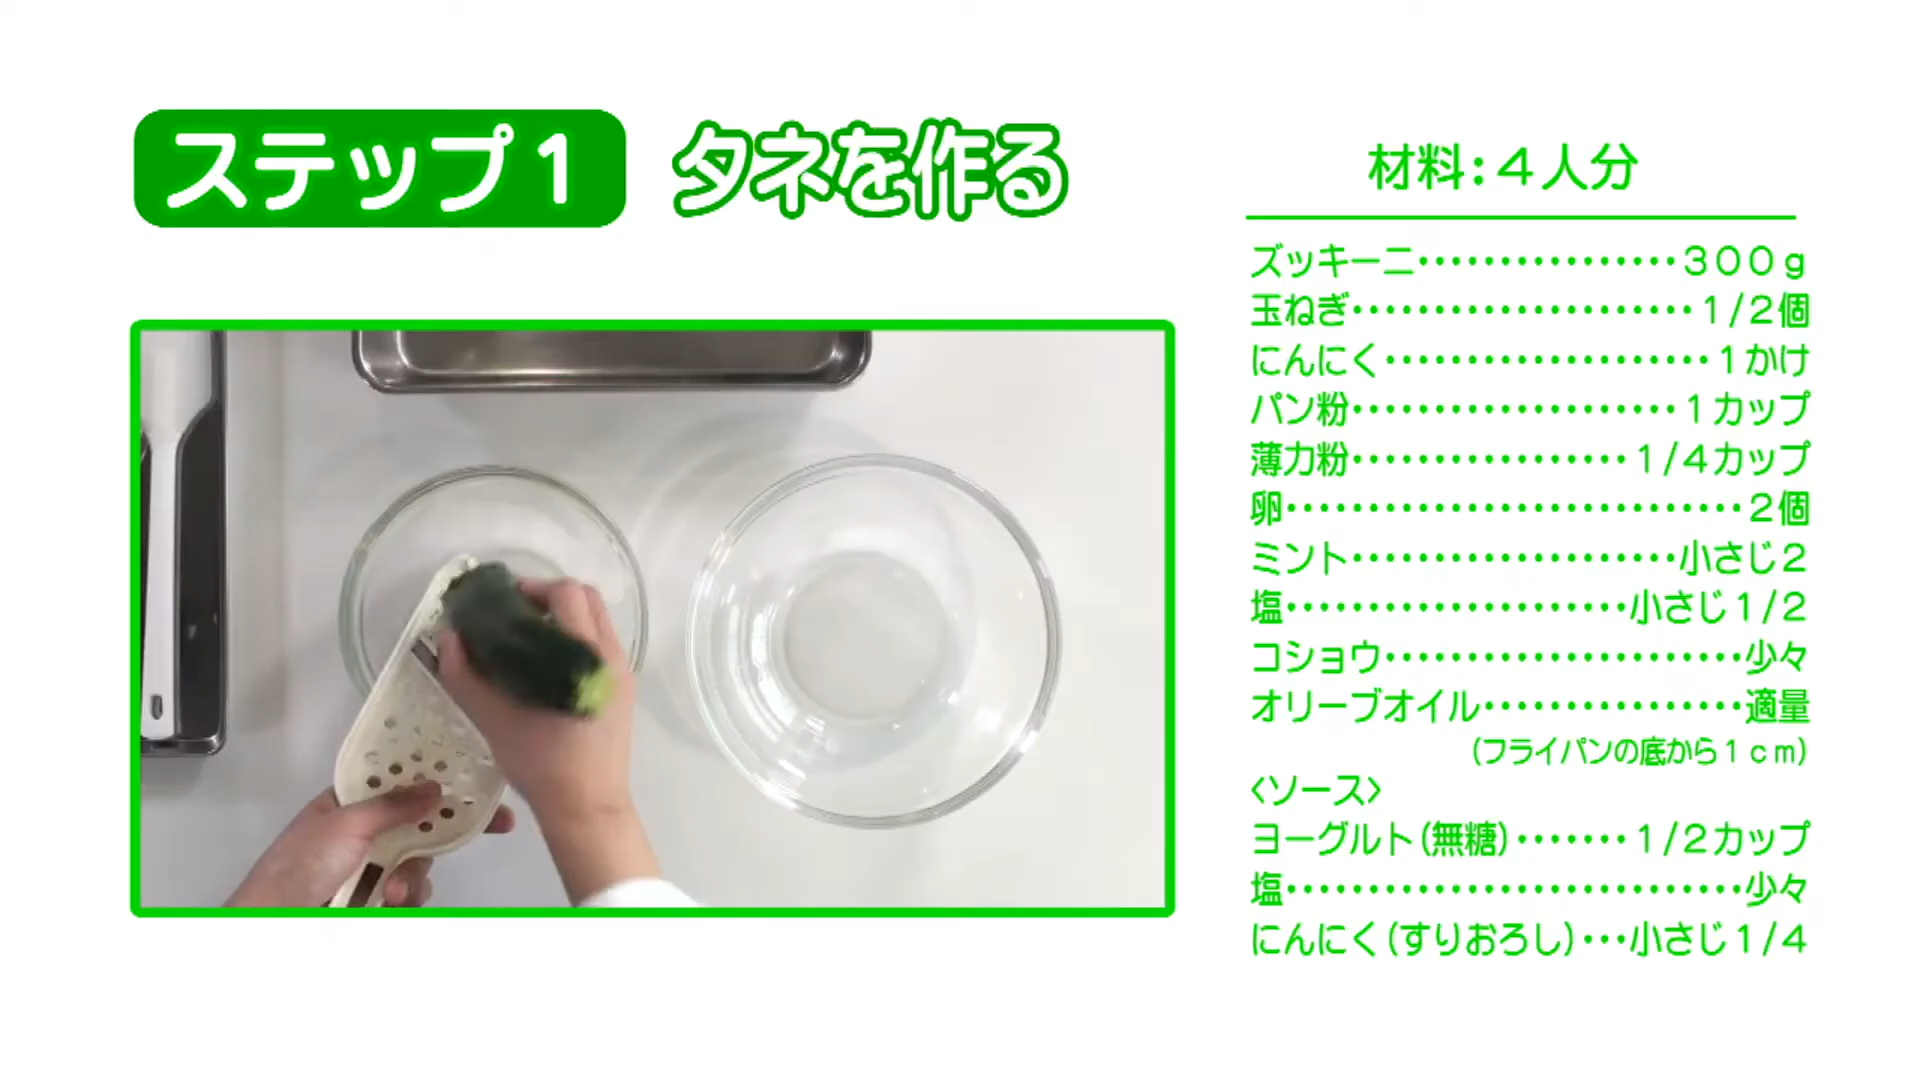 ステップ1 タネを作る
材料:4人分
ズッキーニ················300g
玉ねぎ·····················1/2個
にんにく····················1かけ
パン粉····················1カップ
薄力粉·················1/4カップ
卵····························2個
ミント····················小さじ2
塩·····················小さじ1/2
コショウ······················少々
オリーブオイル················適量
(フライパンの底から1cm)
<ソース>
ヨーグルト(無糖)·······1/2カップ
塩····························少々
にんにく(すりおろし)···小さじ1/4